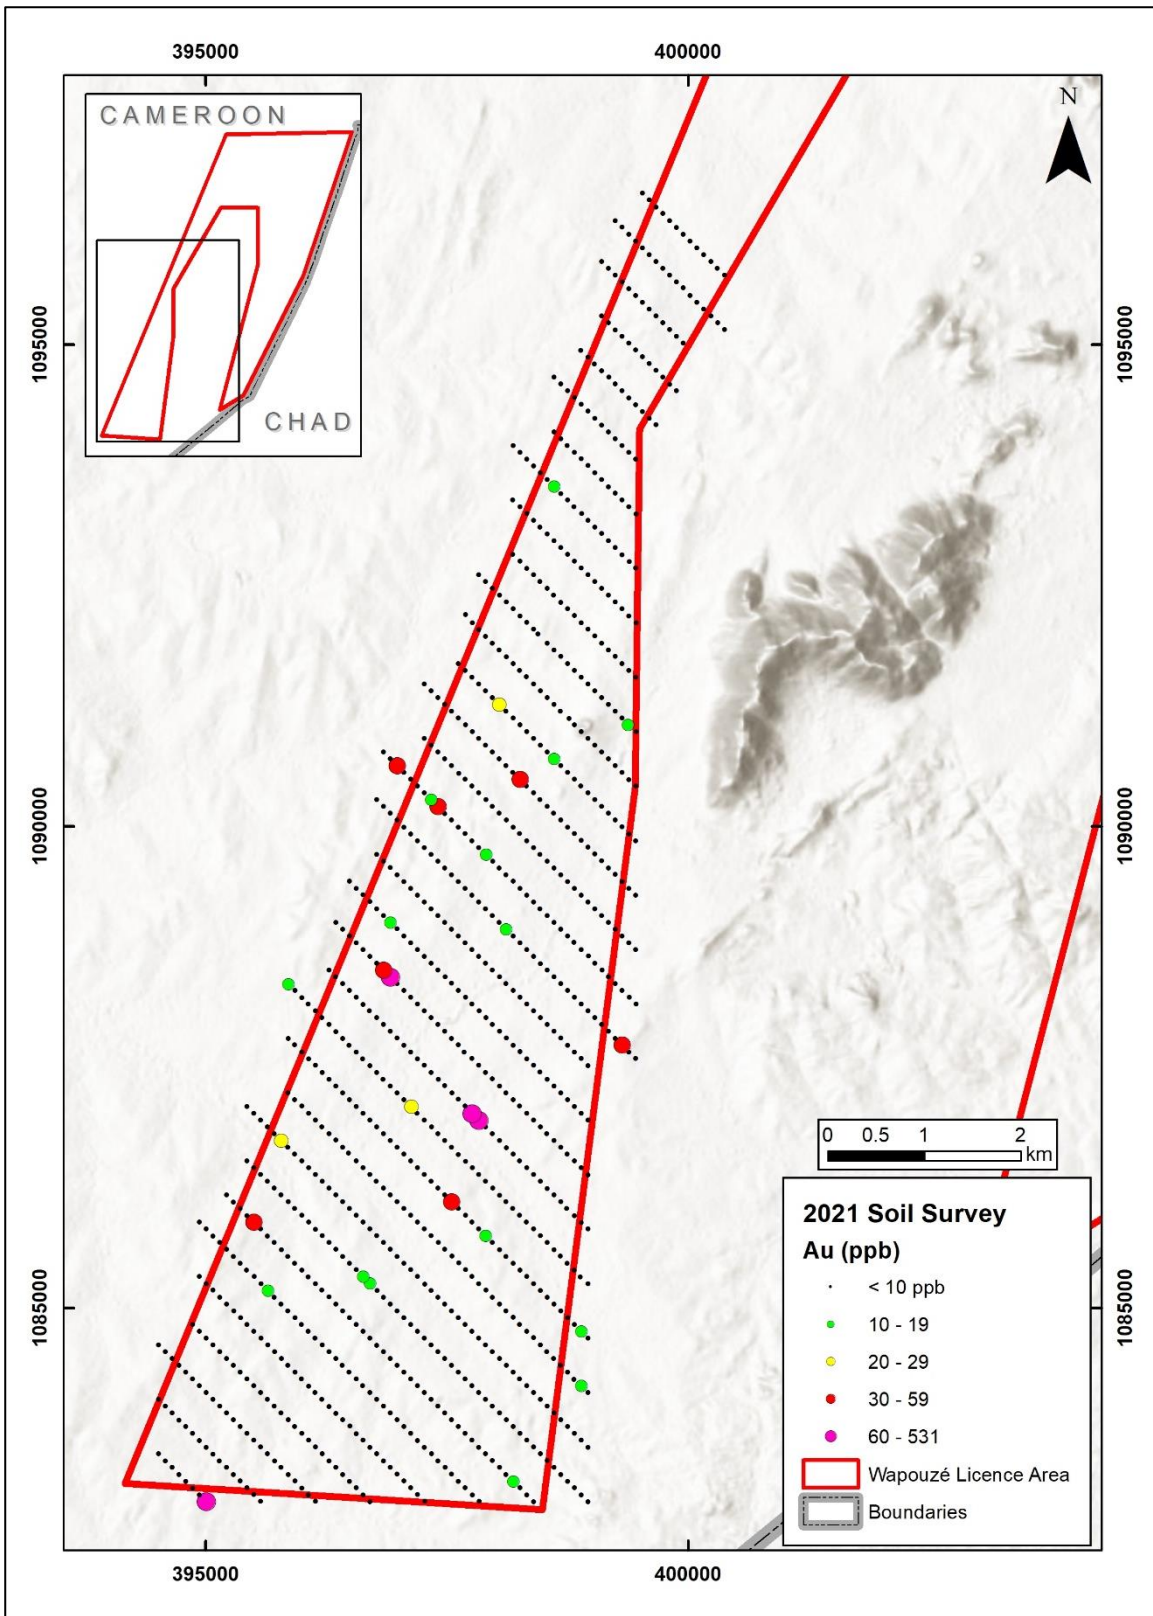 395000
400000
CAMEROON
CHAD
N
1095000
1095000
1090000
1090000
1085000
1085000
0 0.5 1 2
km
2021 Soil Survey
Au (ppb)
< 10 ppb
10 - 19
20 - 29
30 - 59
60 - 531
Wapouzé Licence Area
Boundaries
395000
400000